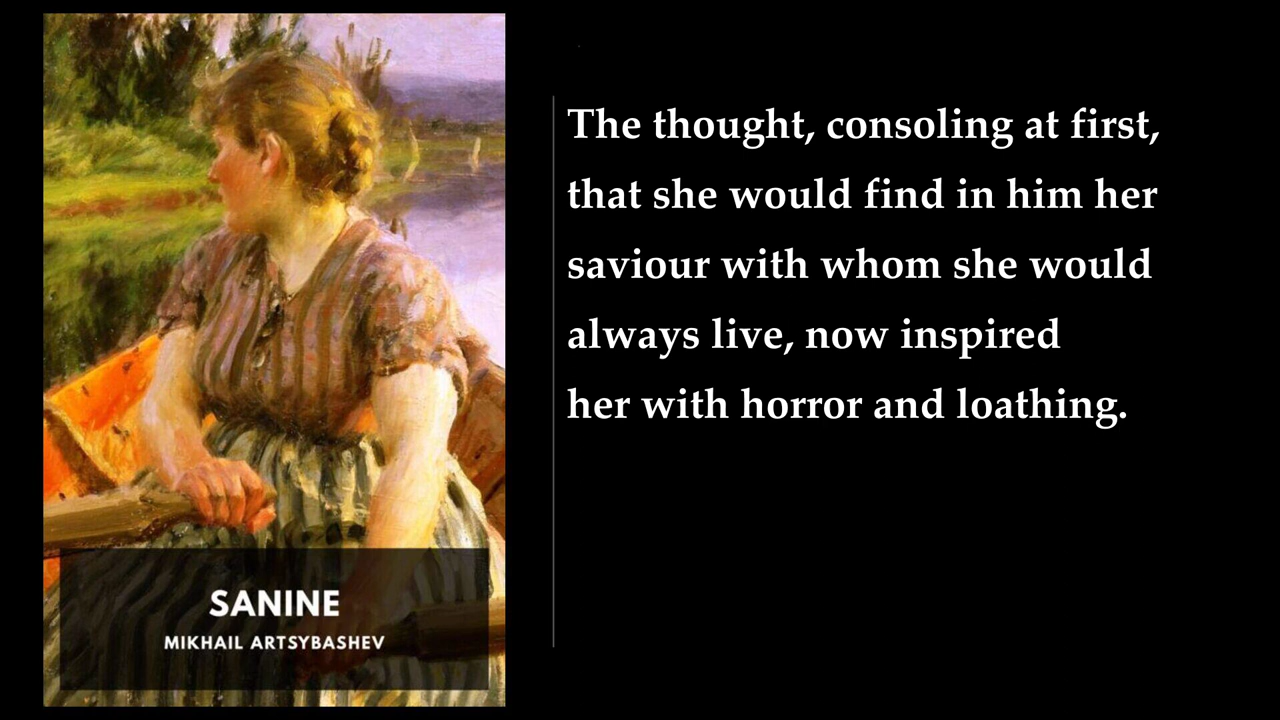 SANINE
MIKHAIL ARTSYBASHEV
The thought, consoling at first,
that she would find in him her
saviour with whom she would
always live, now inspired
her with horror and loathing.